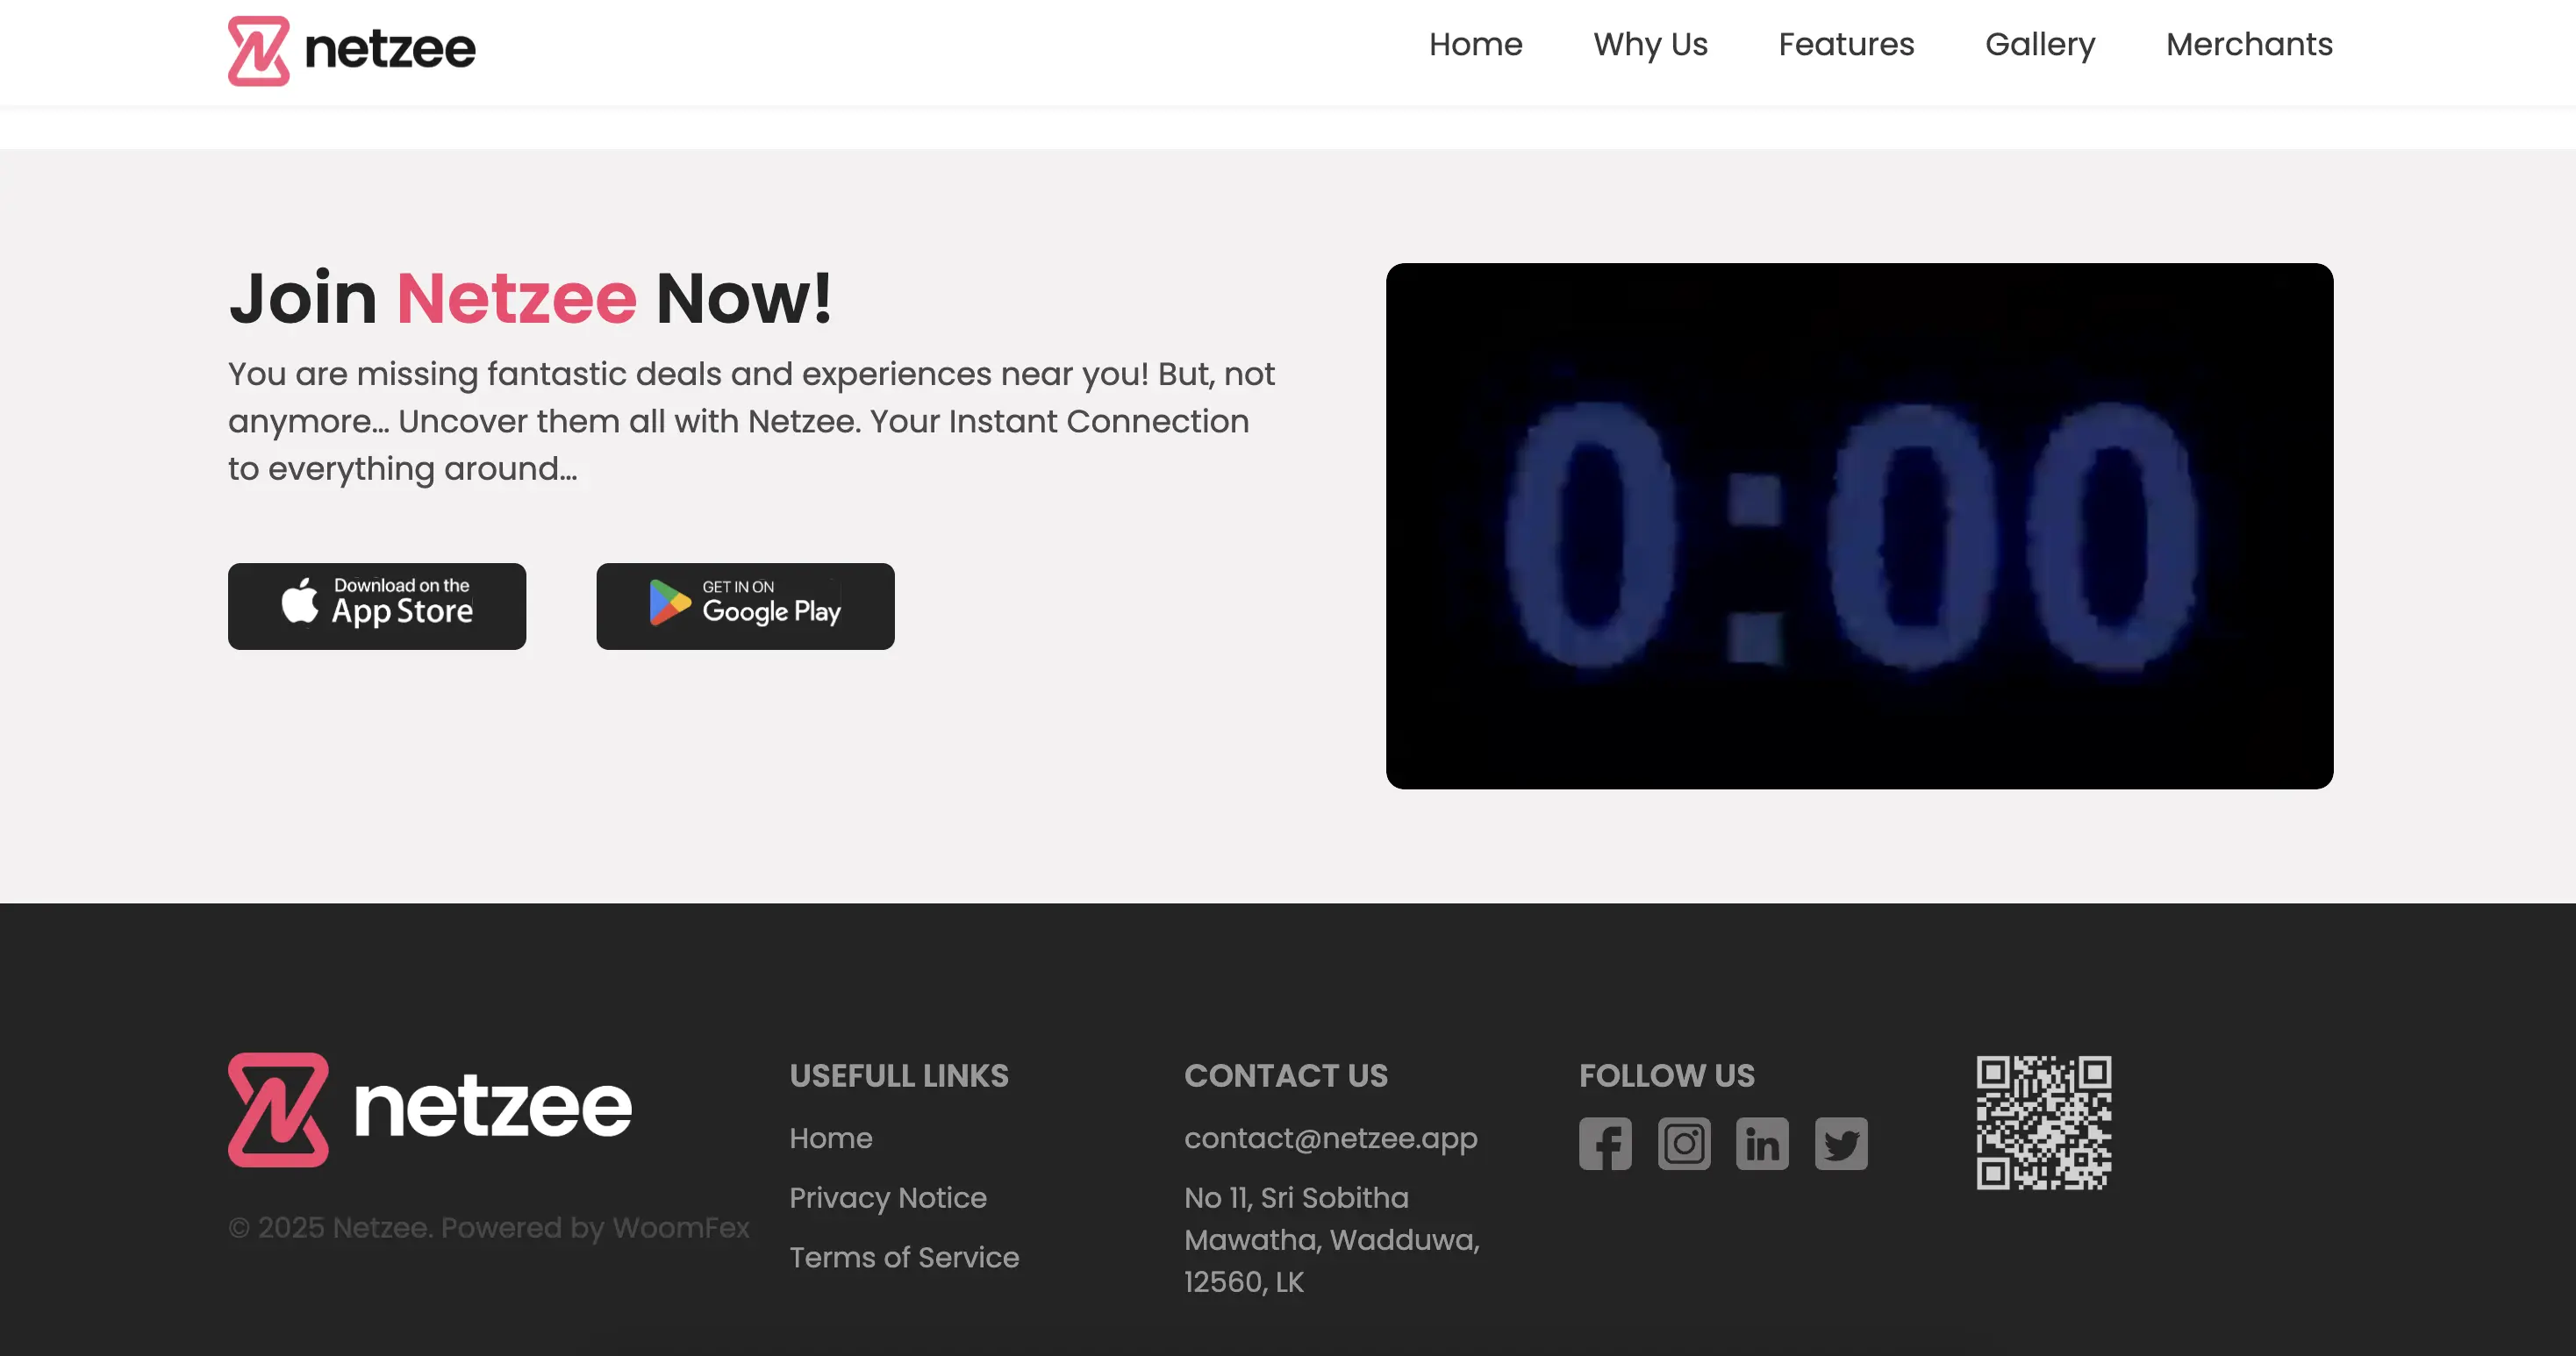 netzee
Home
Why Us
Features
Gallery
Merchants
Join Netzee Now!
You are missing fantastic deals and experiences near you! But, not
anymore... Uncover them all with Netzee. Your Instant Connection
to everything around...
Download on the
App Store
GET IN ON
Google Play
0:00
netzee
© 2025 Netzee. Powered by WoomFex
USEFULL LINKS
Home
Privacy Notice
Terms of Service
CONTACT US
contact@netzee.app
No 11, Sri Sobitha
Mawatha, Wadduwa,
12560, LK
FOLLOW US